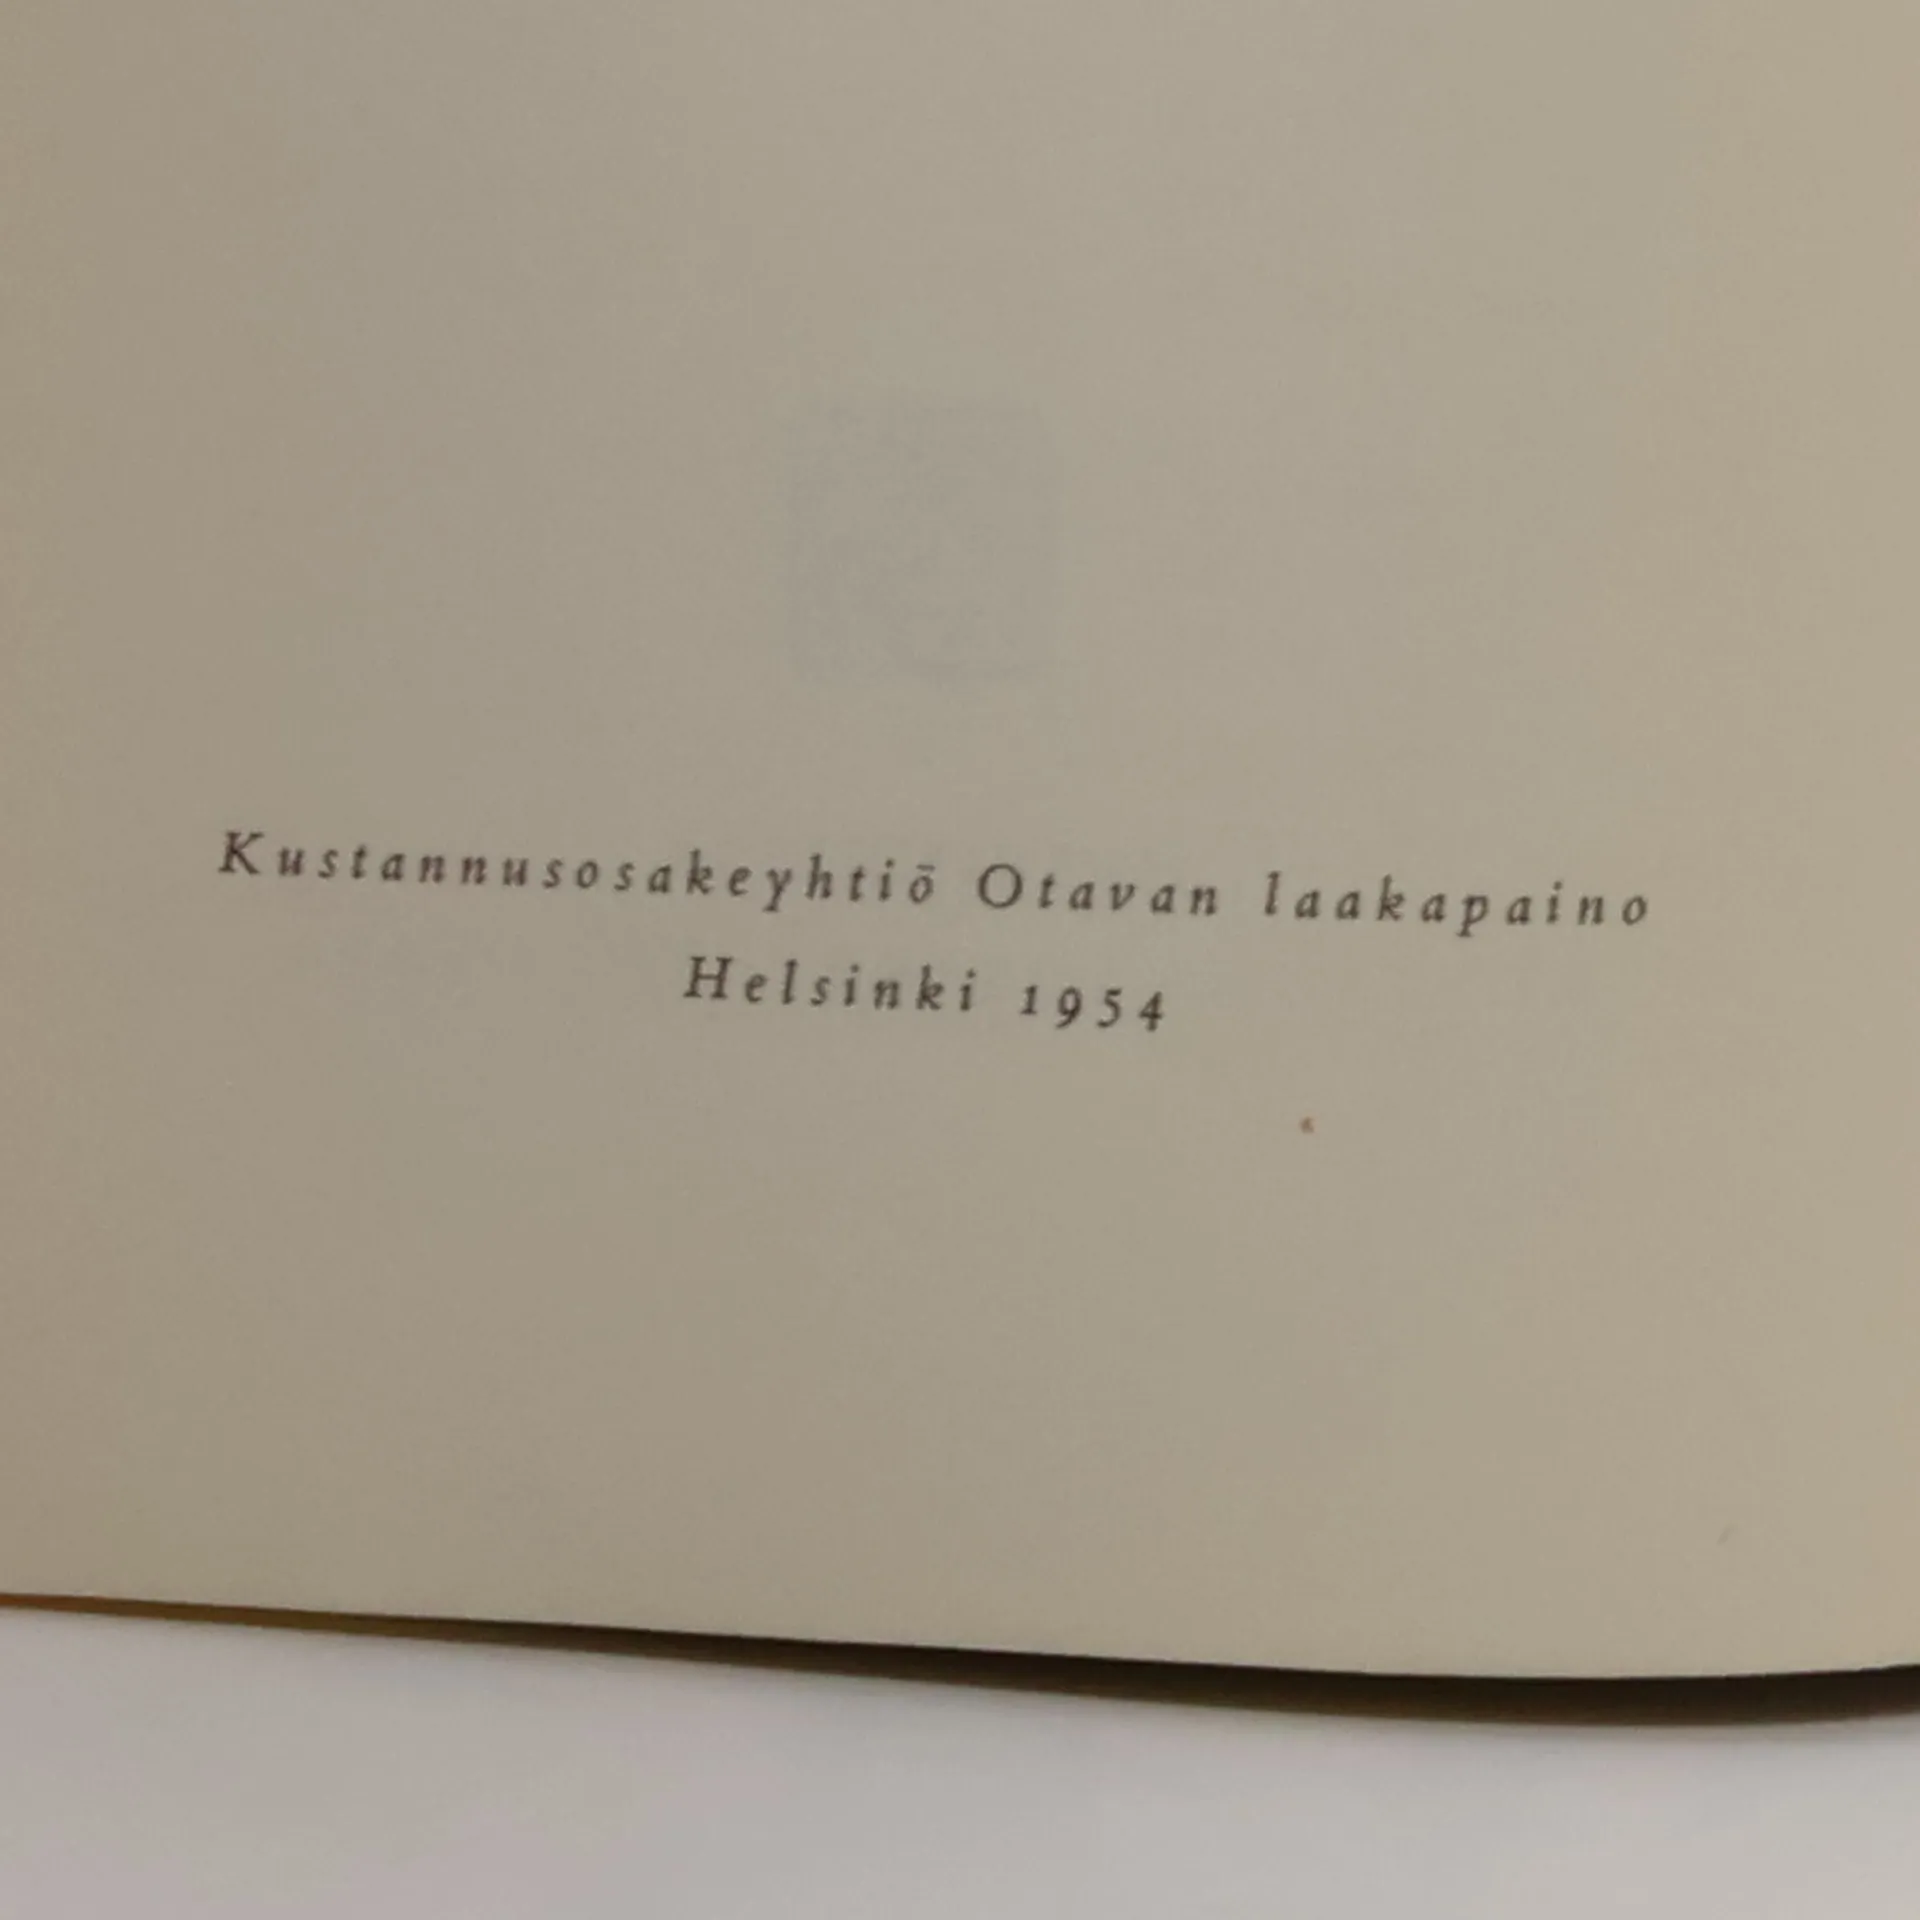 Kustannusosakeyhtiö Otavan laakapaino
Helsinki 1954